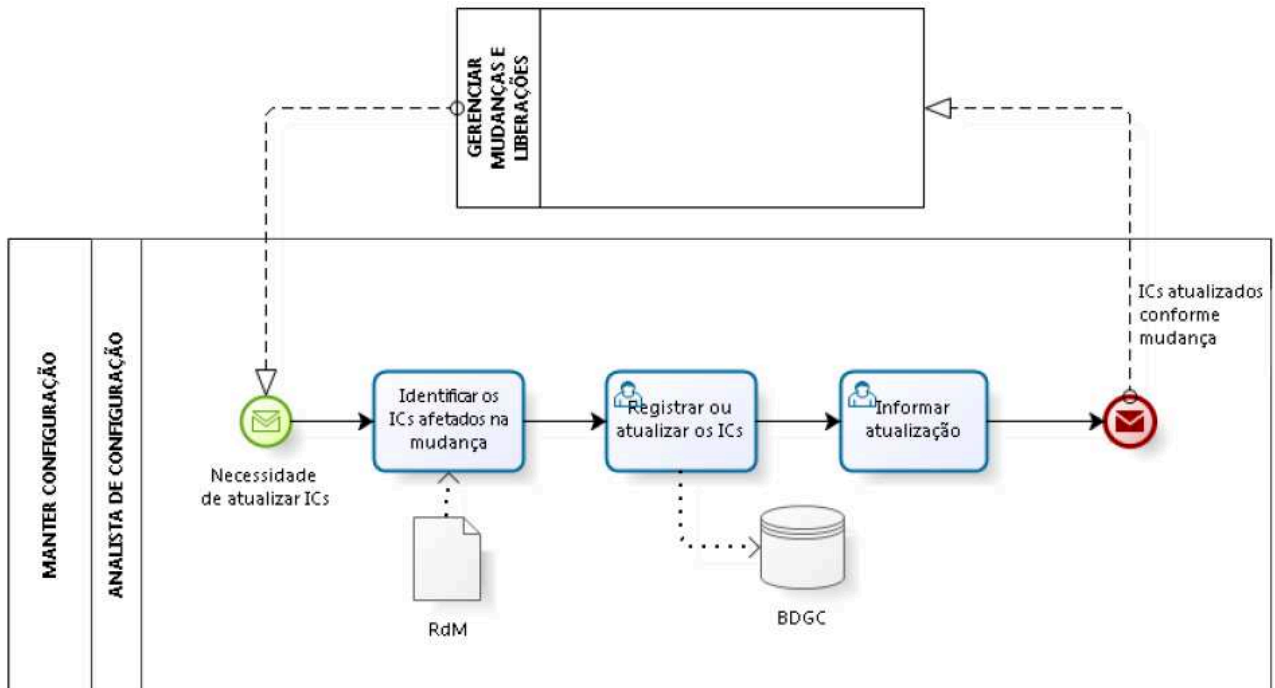 GERENCIAR
MUDANÇAS E
LIBERAÇÕES
MANTER CONFIGURAÇÃO
ANALISTA DE CONFIGURAÇÃO
ICs atualizados
conforme
mudança
Identificar os
ICs afetados na
mudança
Registrar ou
atualizar os ICs
Informar
atualização
Necessidade
de atualizar ICs
RdM
BDGC